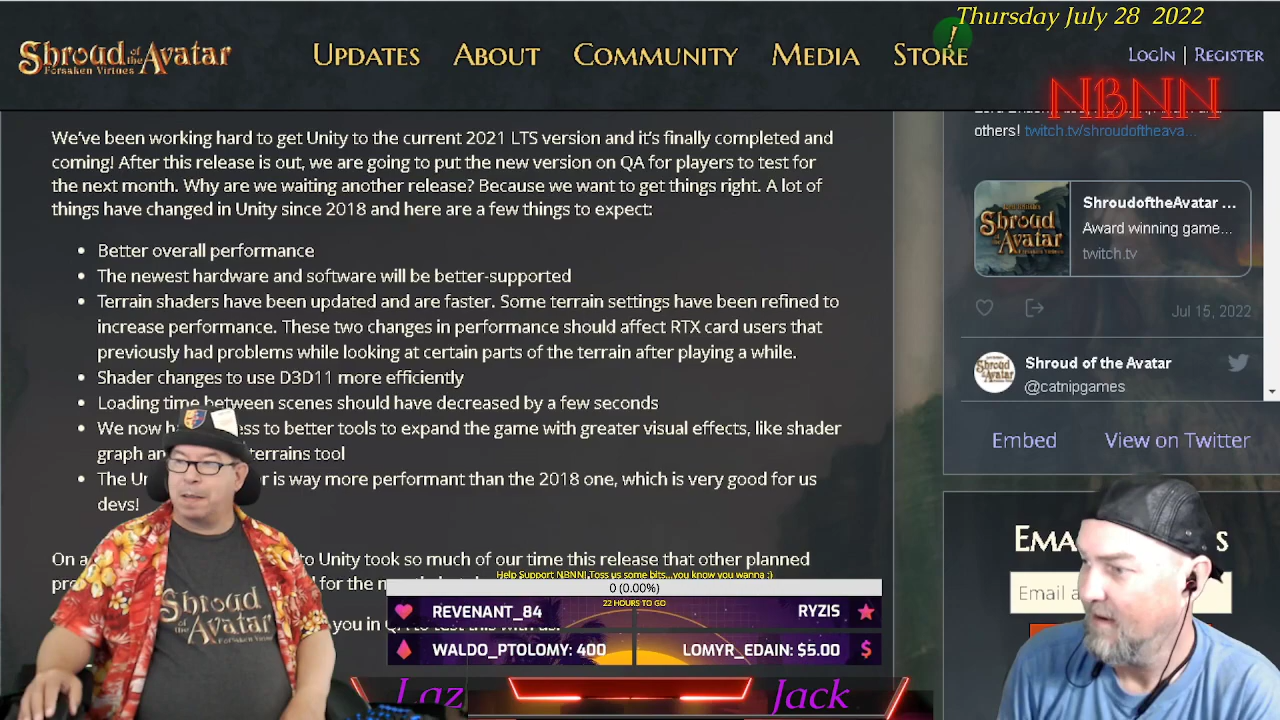 Thursday July 28 2022
Shroud of the Avatar
Forsaken Virtues
Updates About Community Media Store
!
LogIn | Register
NBNN
We've been working hard to get Unity to the current 2021 LTS version and it's finally completed and
coming! After this release is out, we are going to put the new version on QA for players to test for
the next month. Why are we waiting another release? Because we want to get things right. A lot of
things have changed in Unity since 2018 and here are a few things to expect:
• Better overall performance
• The newest hardware and software will be better-supported
• Terrain shaders have been updated and are faster. Some terrain settings have been refined to
increase performance. These two changes in performance should affect RTX card users that
previously had problems while looking at certain parts of the terrain after playing a while.
• Shader changes to use D3D11 more efficiently
• Loading time between scenes should have decreased by a few seconds
• We now to better tools to expand the game with greater visual effects, like shader
graph terrains tool
• The is way more performant than the 2018 one, which is very good for us
devs!
On a to Unity took so much of our time this release that other planned
for the
you in QA to test this with us!
others! twitch.tv/shroudoftheava...
Shroud of the Avatar
ShroudoftheAvatar ...
Award winning game...
twitch.tv
Jul 15, 2022
Shroud of the Avatar
@catnipgames
Embed View on Twitter
Ema s
Email a
Help Support NBNN! Toss us some bits...you know you wanna :)
0 (0.00%)
22 HOURS TO GO
REVENANT_84 RYZIS
WALDO_PTOLOMY: 400 LOMYR_EDAIN: $5.00 $
Shroud of the Avatar
Forsaken Virtues
Laz Jack